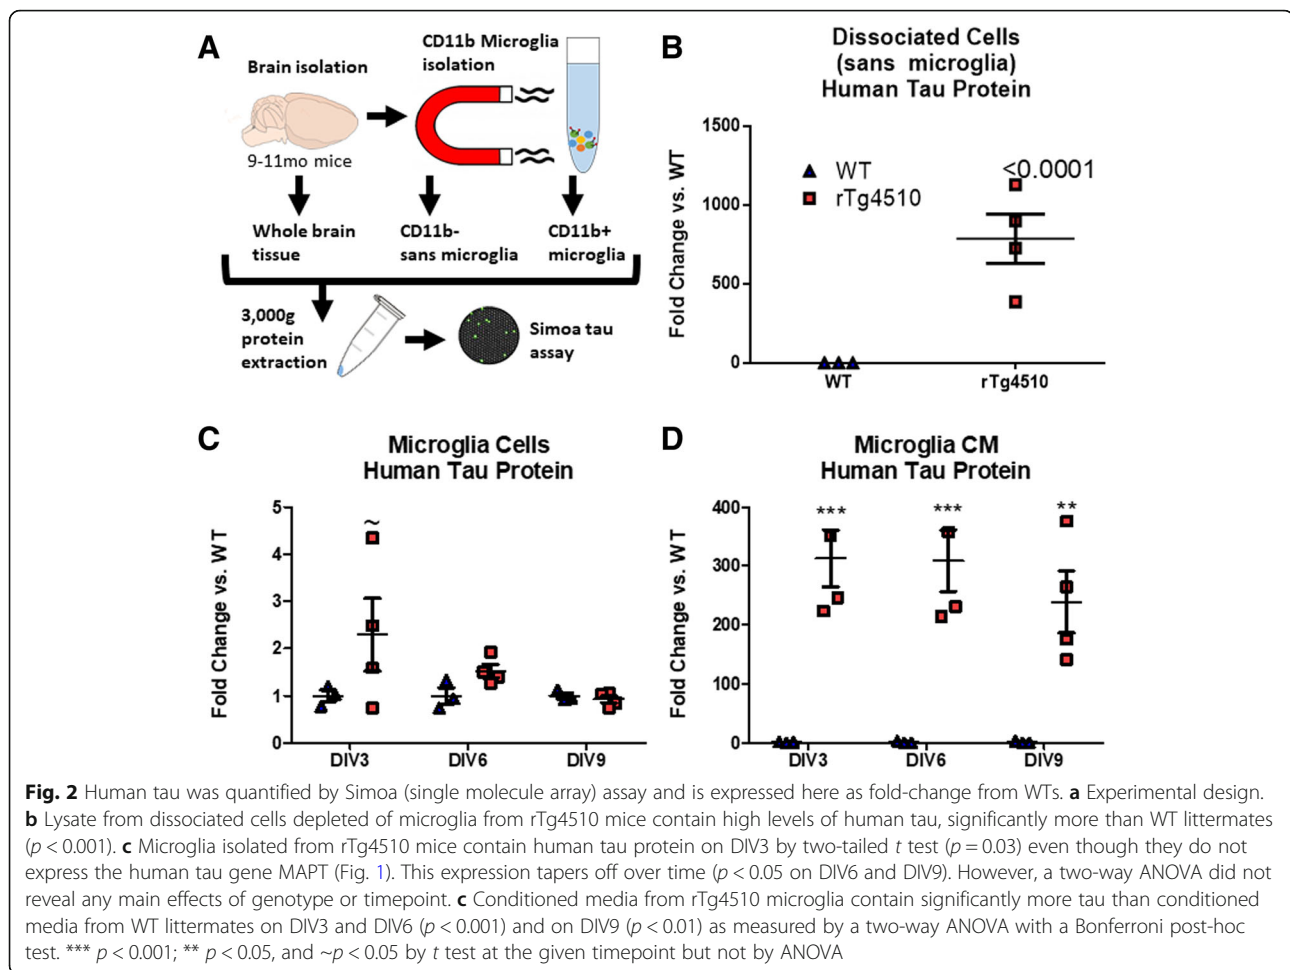 A
Brain isolation
CD11b Microglia
isolation
9-11mo mice
Whole brain
tissue
CD11b-
sans microglia
CD11b+
microglia
3,000g
protein
extraction
Simoa tau
assay
B
Dissociated Cells
(sans microglia)
Human Tau Protein
Fold Change vs. WT
1500
1000
500
0
WT
rTg4510
<0.0001
WT
rTg4510
C
Microglia Cells
Human Tau Protein
Fold Change vs. WT
5
4
3
2
1
0
~
DIV3
DIV6
DIV9
D
Microglia CM
Human Tau Protein
Fold Change vs. WT
400
300
200
100
0
***
***
**
DIV3
DIV6
DIV9
Fig. 2 Human tau was quantified by Simoa (single molecule array) assay and is expressed here as fold-change from WTs. a Experimental design.
b Lysate from dissociated cells depleted of microglia from rTg4510 mice contain high levels of human tau, significantly more than WT littermates
(p < 0.001). c Microglia isolated from rTg4510 mice contain human tau protein on DIV3 by two-tailed t test (p = 0.03) even though they do not
express the human tau gene MAPT (Fig. 1). This expression tapers off over time (p < 0.05 on DIV6 and DIV9). However, a two-way ANOVA did not
reveal any main effects of genotype or timepoint. c Conditioned media from rTg4510 microglia contain significantly more tau than conditioned
media from WT littermates on DIV3 and DIV6 (p < 0.001) and on DIV9 (p < 0.01) as measured by a two-way ANOVA with a Bonferroni post-hoc
test. *** p < 0.001; ** p < 0.05, and ~p < 0.05 by t test at the given timepoint but not by ANOVA